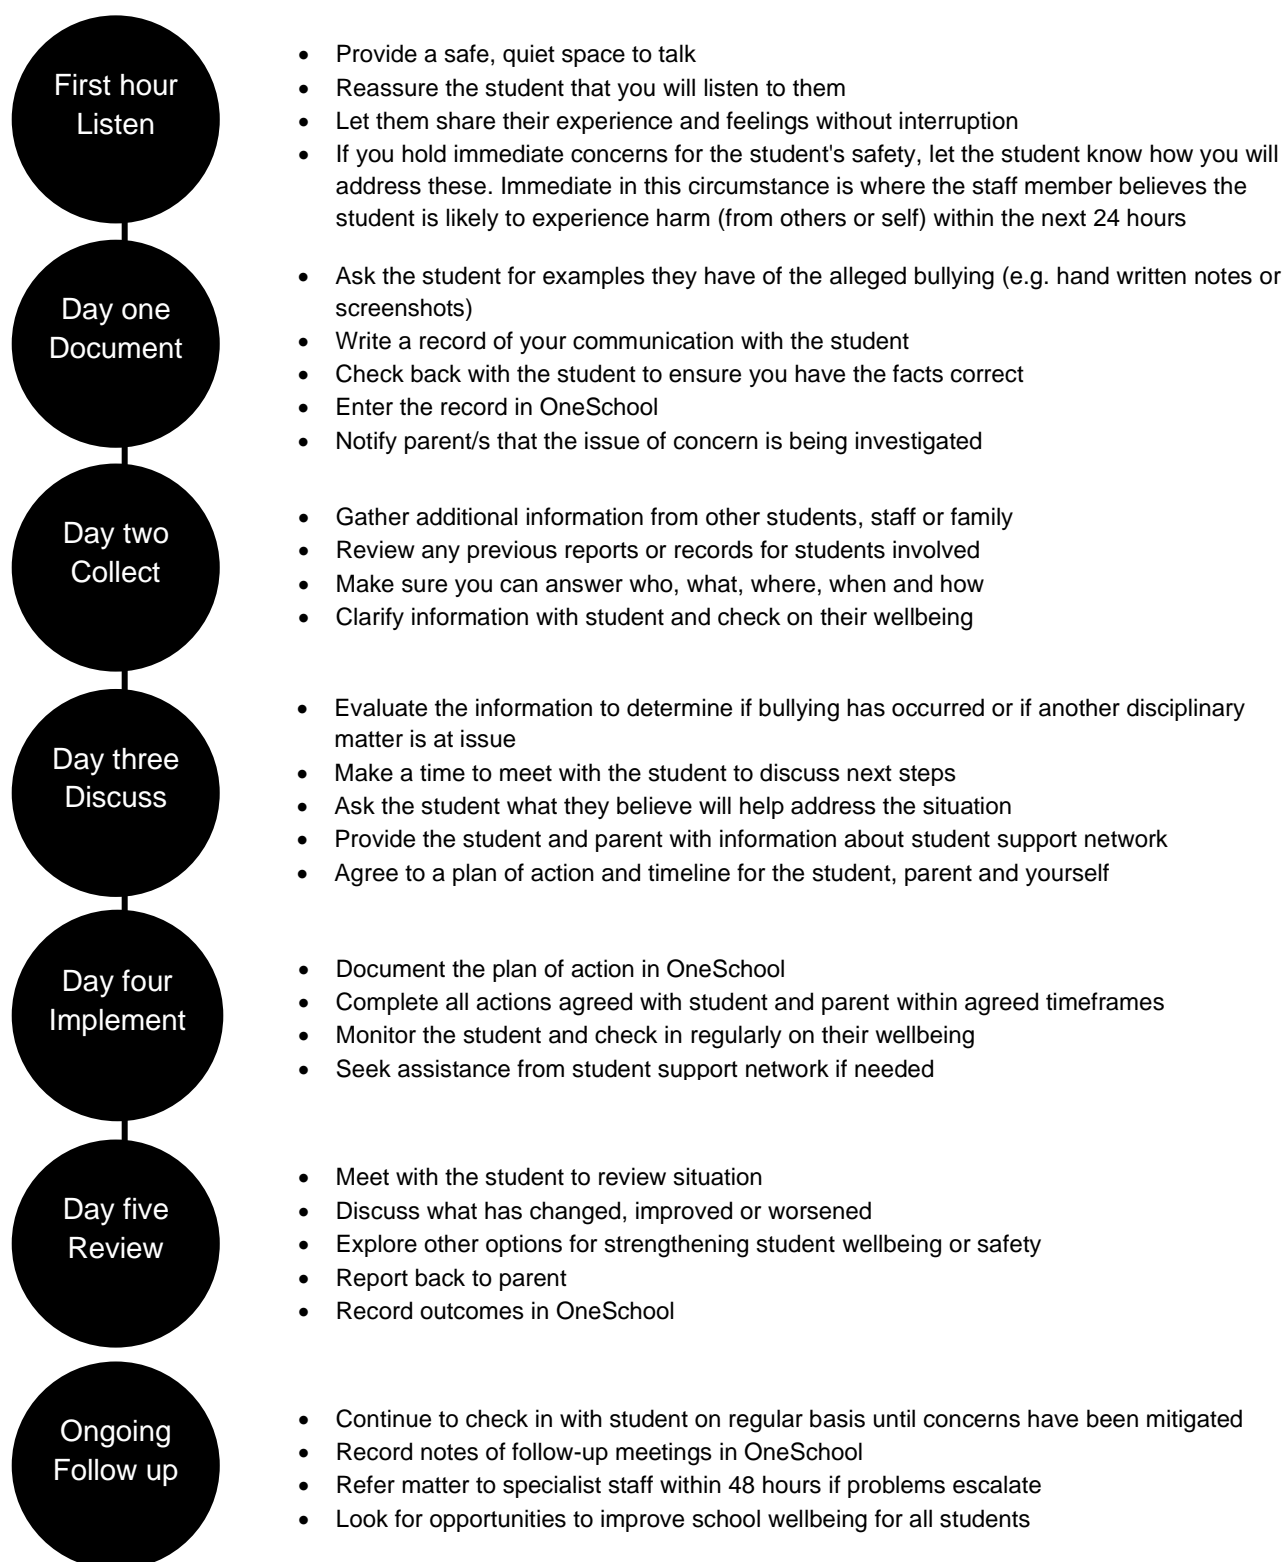 First hour
Listen
• Provide a safe, quiet space to talk
• Reassure the student that you will listen to them
• Let them share their experience and feelings without interruption
• If you hold immediate concerns for the student's safety, let the student know how you will
address these. Immediate in this circumstance is where the staff member believes the
student is likely to experience harm (from others or self) within the next 24 hours
Day one
Document
• Ask the student for examples they have of the alleged bullying (e.g. hand written notes or
screenshots)
• Write a record of your communication with the student
• Check back with the student to ensure you have the facts correct
• Enter the record in OneSchool
• Notify parent/s that the issue of concern is being investigated
Day two
Collect
• Gather additional information from other students, staff or family
• Review any previous reports or records for students involved
• Make sure you can answer who, what, where, when and how
• Clarify information with student and check on their wellbeing
Day three
Discuss
• Evaluate the information to determine if bullying has occurred or if another disciplinary
matter is at issue
• Make a time to meet with the student to discuss next steps
• Ask the student what they believe will help address the situation
• Provide the student and parent with information about student support network
• Agree to a plan of action and timeline for the student, parent and yourself
Day four
Implement
• Document the plan of action in OneSchool
• Complete all actions agreed with student and parent within agreed timeframes
• Monitor the student and check in regularly on their wellbeing
• Seek assistance from student support network if needed
Day five
Review
• Meet with the student to review situation
• Discuss what has changed, improved or worsened
• Explore other options for strengthening student wellbeing or safety
• Report back to parent
• Record outcomes in OneSchool
Ongoing
Follow up
• Continue to check in with student on regular basis until concerns have been mitigated
• Record notes of follow-up meetings in OneSchool
• Refer matter to specialist staff within 48 hours if problems escalate
• Look for opportunities to improve school wellbeing for all students